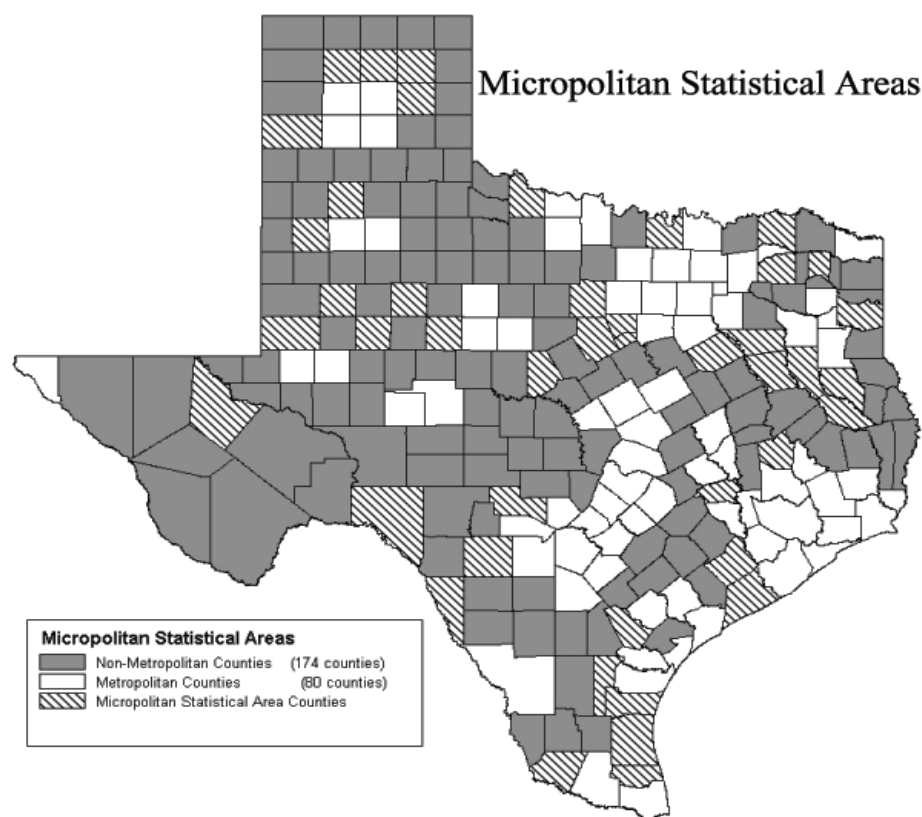 Micropolitan Statistical Areas
Micropolitan Statistical Areas
Non-Metropolitan Counties (174 counties)
Metropolitan Counties (80 counties)
Micropolitan Statistical Area Counties